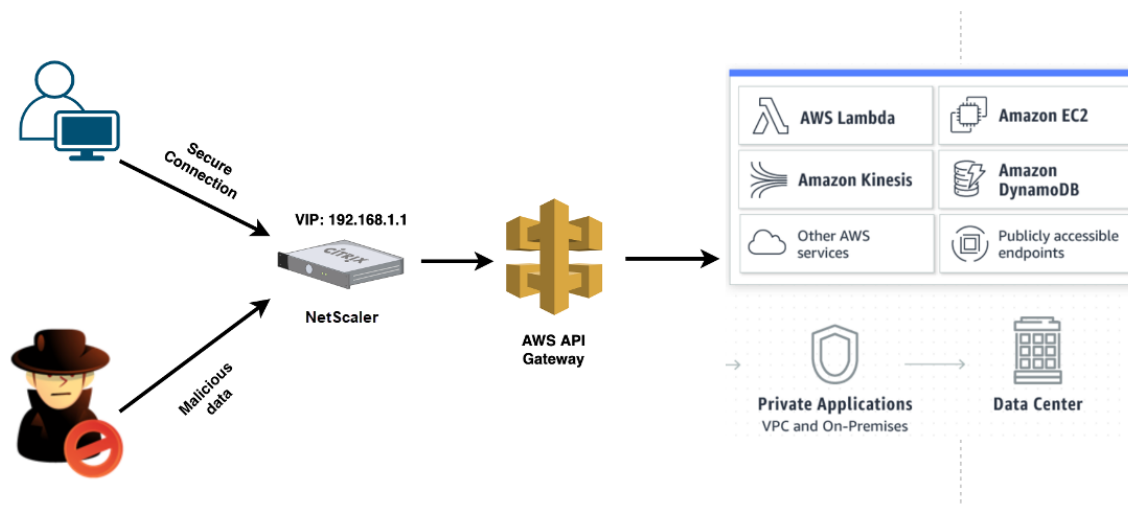 Secure
Connection
VIP: 192.168.1.1
CITRIX
NetScaler
Malicious
data
AWS API
Gateway
AWS Lambda
Amazon EC2
Amazon Kinesis
Amazon
DynamoDB
Other AWS
services
Publicly accessible
endpoints
Private Applications
VPC and On-Premises
Data Center